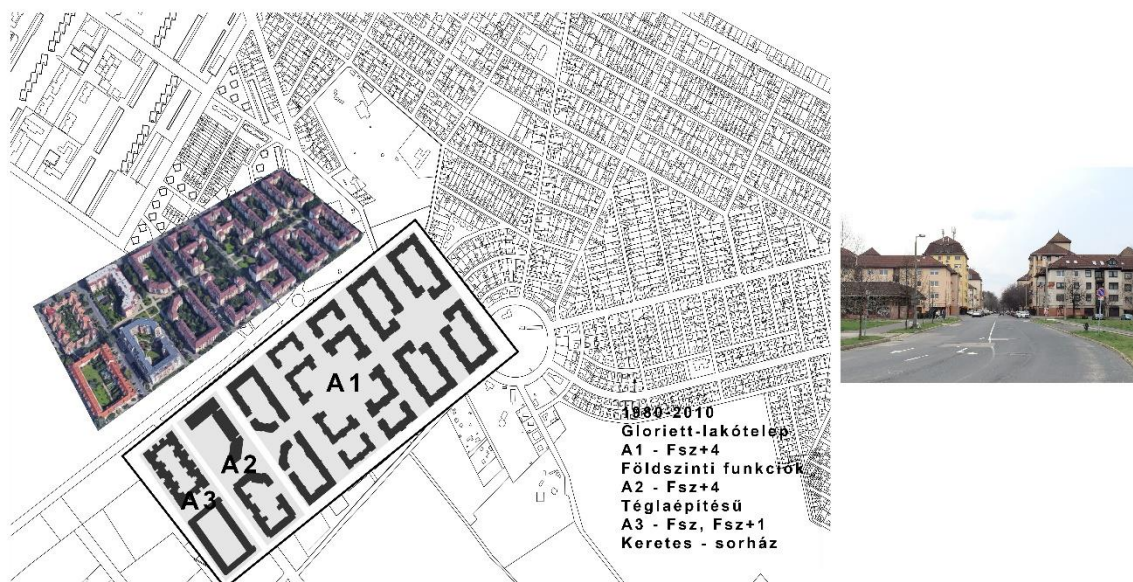 A1
A2
A3
1980-2010
Gloriett-lakótelep
A1 - Fsz+4
Földszinti funkciók
A2 - Fsz+4
Téglaépítésű
A3 - Fsz, Fsz+1
Keretes - sorház